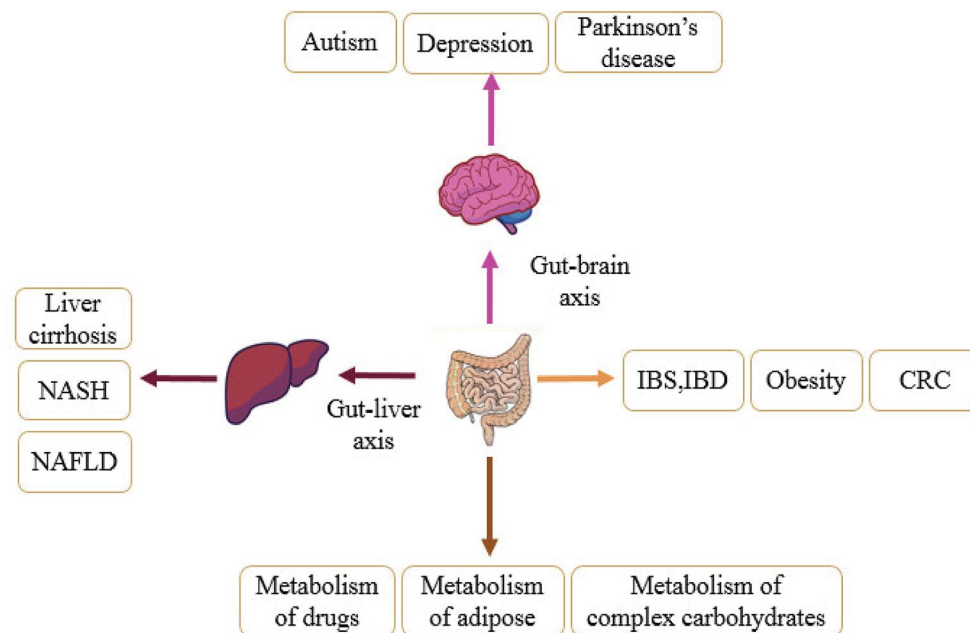 Autism
Depression
Parkinson's
disease
Gut-brain
axis
Liver
cirrhosis
NASH
NAFLD
Gut-liver
axis
IBS,IBD
Obesity
CRC
Metabolism
of drugs
Metabolism
of adipose
Metabolism of
complex carbohydrates